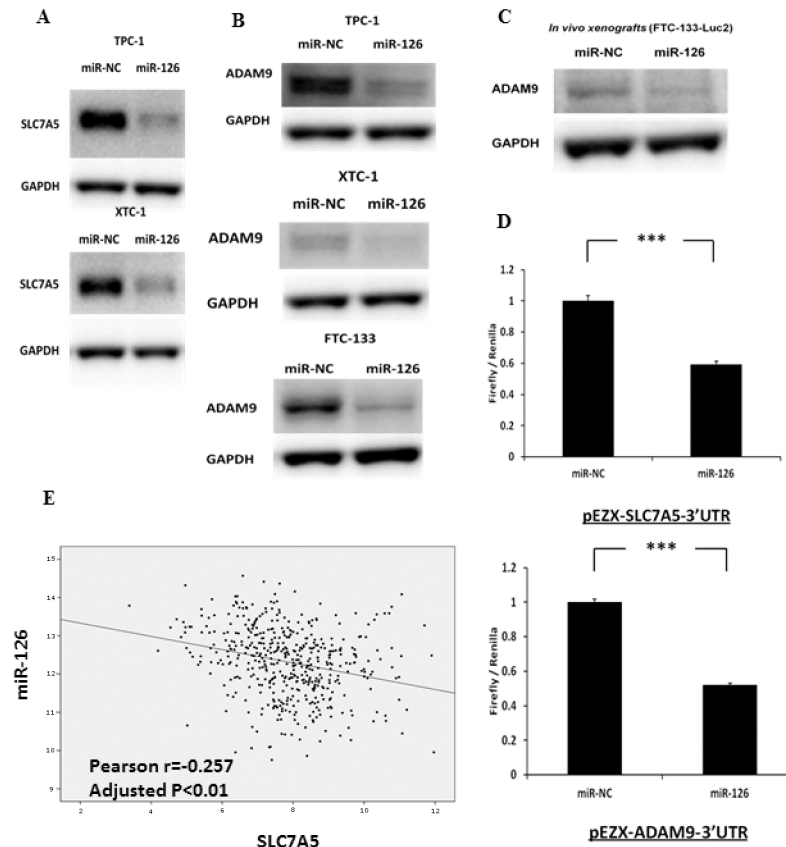 A
TPC-1
miR-NC miR-126
SLC7A5
GAPDH
XTC-1
miR-NC miR-126
SLC7A5
GAPDH
B
TPC-1
miR-NC miR-126
ADAM9
GAPDH
XTC-1
miR-NC miR-126
ADAM9
GAPDH
FTC-133
miR-NC miR-126
ADAM9
GAPDH
C
In vivo xenografts (FTC-133-Luc2)
miR-NC miR-126
ADAM9
GAPDH
D
***
Firefly / Renilla
1.2
1
0.8
0.6
0.4
0.2
0
miR-NC miR-126
pEZX-SLC7A5-3'UTR
***
Firefly / Renilla
1.2
1
0.8
0.6
0.4
0.2
0
miR-NC miR-126
pEZX-ADAM9-3'UTR
E
miR-126
15
14
13
12
11
10
9
Pearson r=-0.257
Adjusted P<0.01
2 4 6 8 10 12
SLC7A5